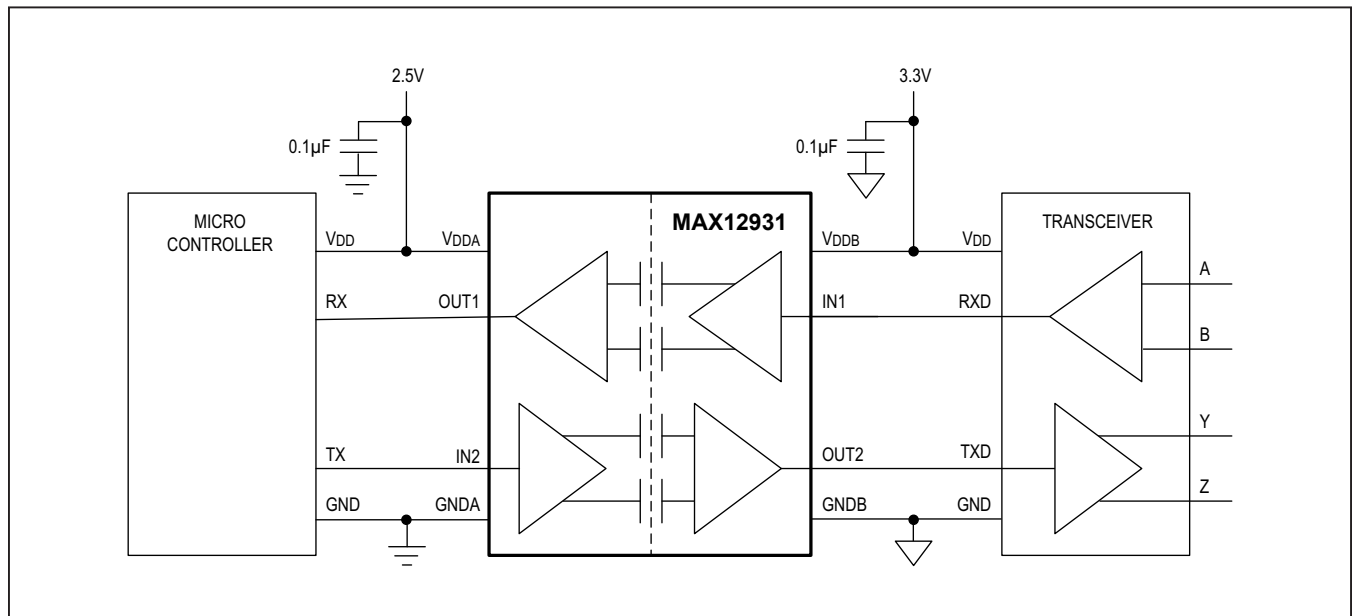 2.5V
3.3V
0.1µF
0.1µF
MICRO
CONTROLLER
MAX12931
TRANSCEIVER
VDD
VDDA
VDDB
VDD
A
RX
OUT1
IN1
RXD
B
Y
TX
IN2
OUT2
TXD
Z
GND
GNDA
GNDB
GND